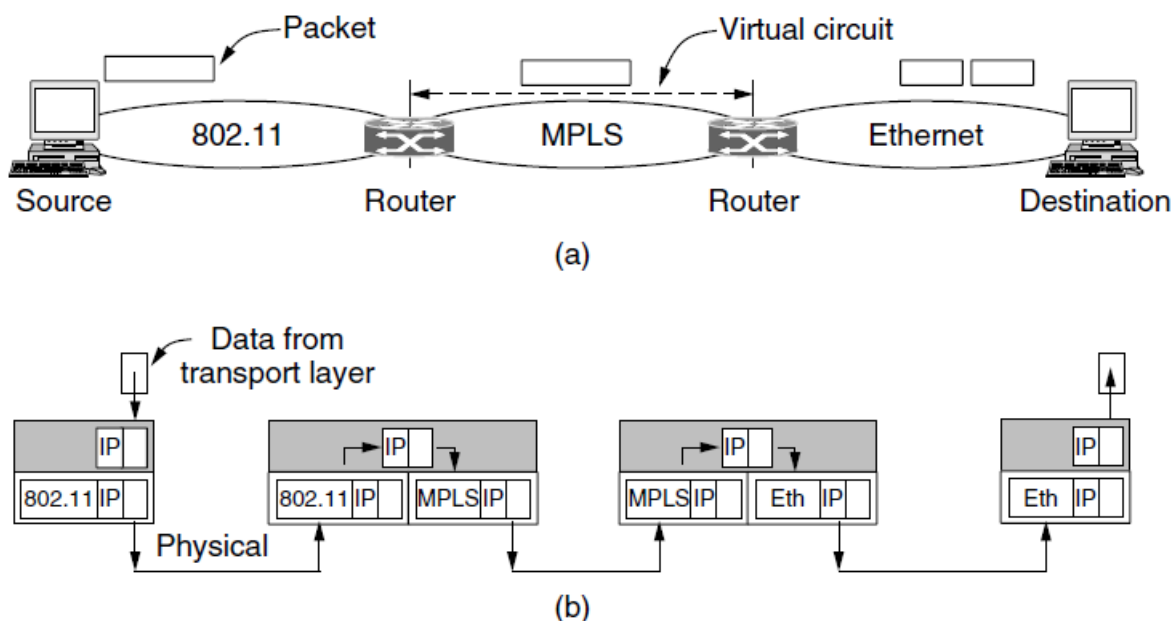 Packet
Virtual circuit
802.11
MPLS
Ethernet
Source
Router
Router
Destination
(a)
Data from
transport layer
IP
IP
IP
IP
802.11 IP
802.11 IP
MPLS IP
MPLS IP
Eth IP
Eth IP
Physical
(b)